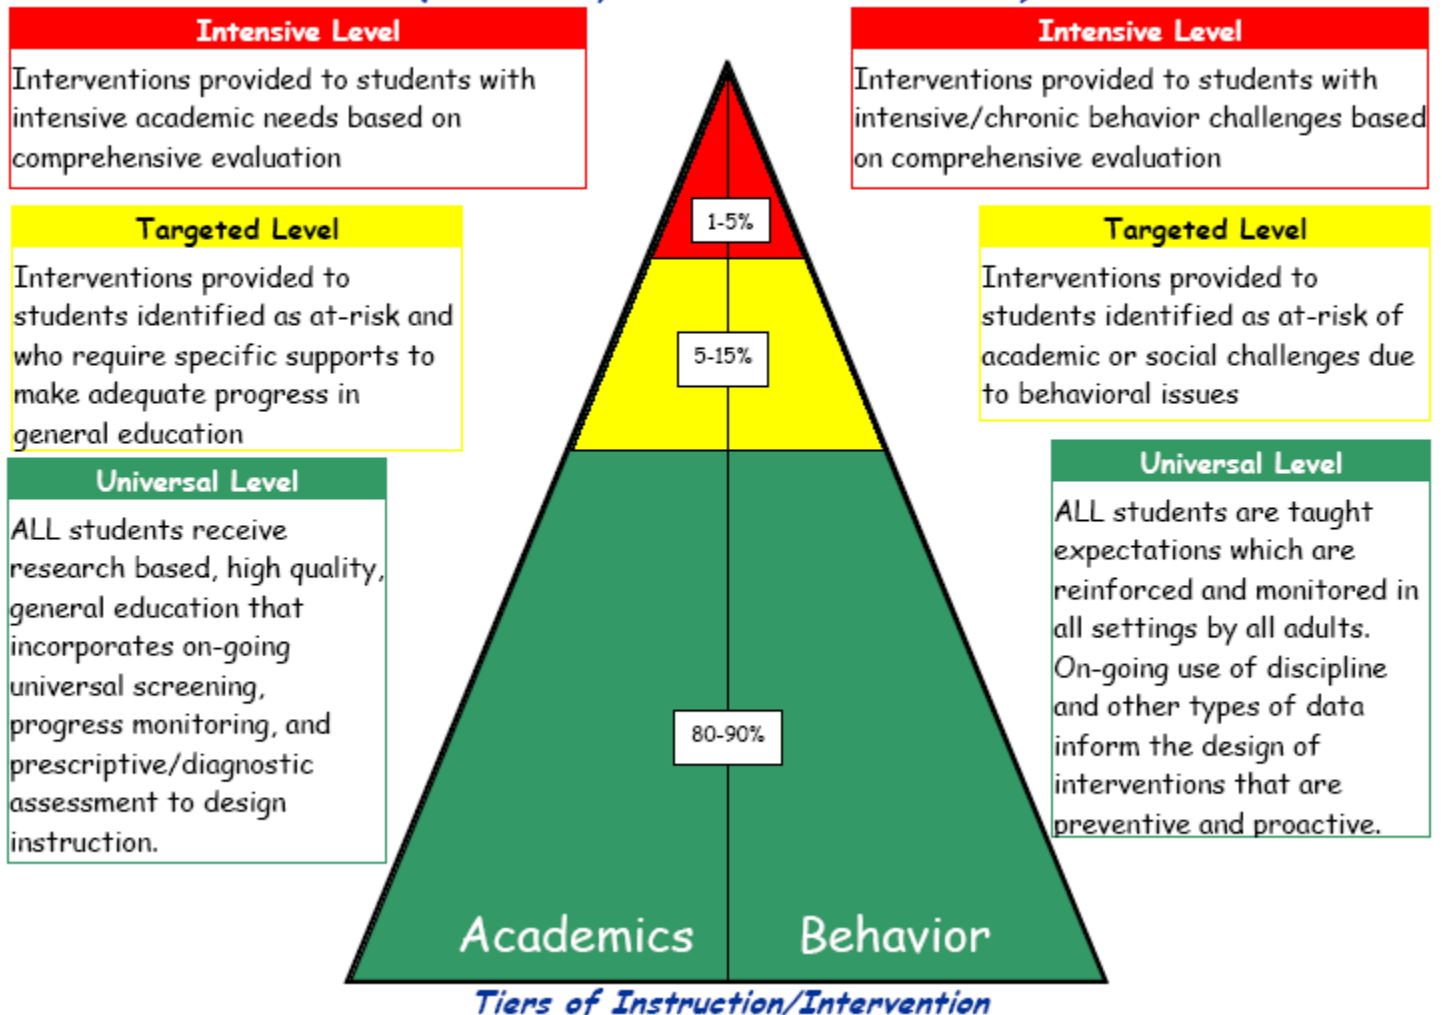 Intensive Level
Interventions provided to students with
intensive academic needs based on
comprehensive evaluation
Targeted Level
Interventions provided to
students identified as at-risk and
who require specific supports to
make adequate progress in
general education
Universal Level
ALL students receive
research based, high quality,
general education that
incorporates on-going
universal screening,
progress monitoring, and
prescriptive/diagnostic
assessment to design
instruction.
1-5%
5-15%
80-90%
Academics
Behavior
Intensive Level
Interventions provided to students with
intensive/chronic behavior challenges based
on comprehensive evaluation
Targeted Level
Interventions provided to
students identified as at-risk of
academic or social challenges due
to behavioral issues
Universal Level
ALL students are taught
expectations which are
reinforced and monitored in
all settings by all adults.
On-going use of discipline
and other types of data
inform the design of
interventions that are
preventive and proactive.
Tiers of Instruction/Intervention